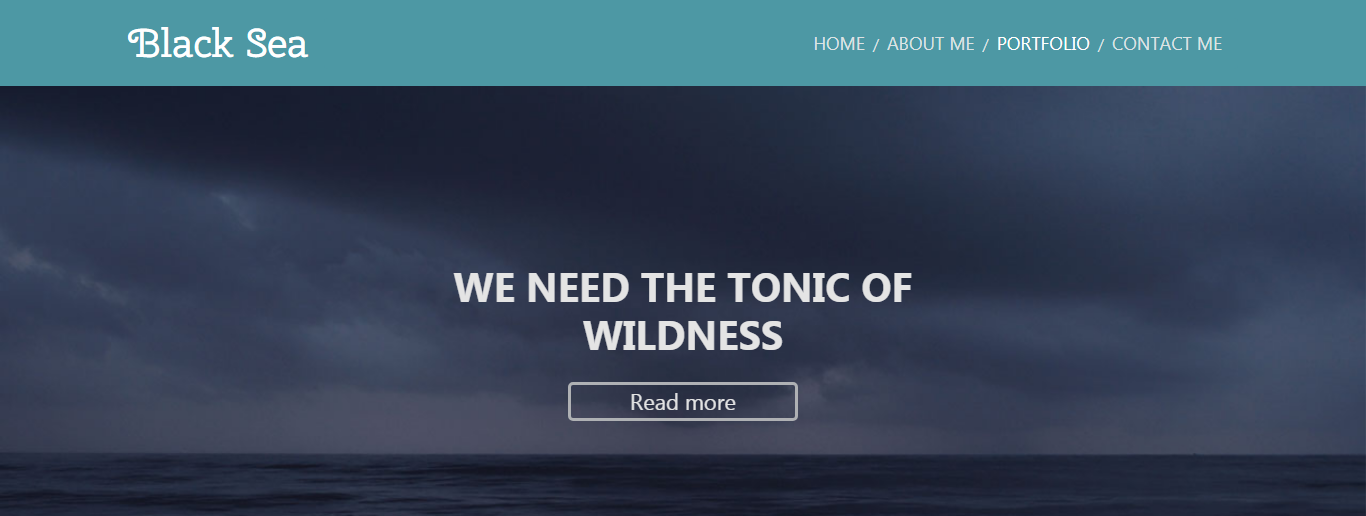 Black Sea
HOME / ABOUT ME / PORTFOLIO / CONTACT ME
WE NEED THE TONIC OF
WILDNESS
Read more